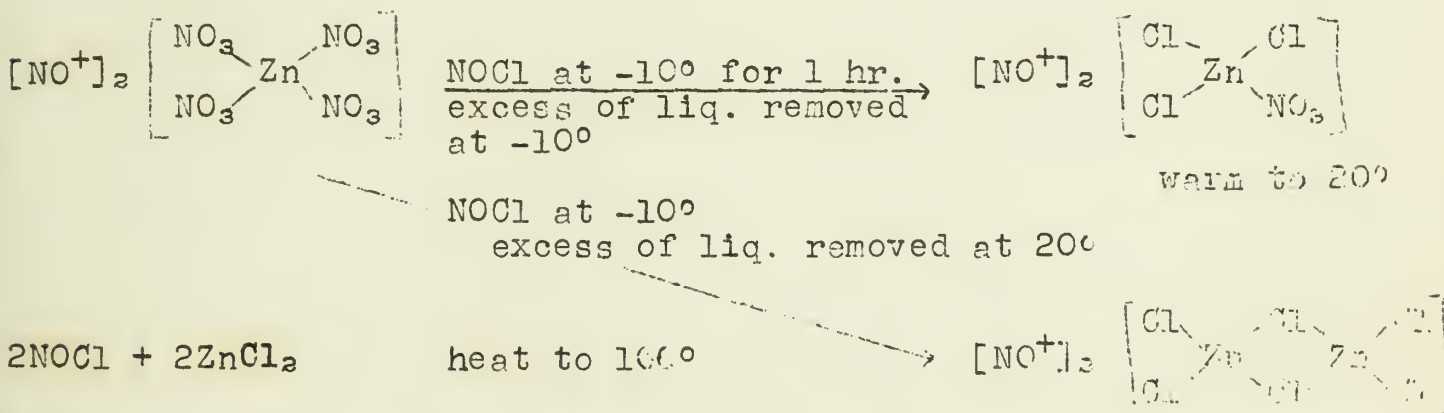 NO₃ NO₃
[NO⁺]₂ Zn NOCl at -10° for 1 hr. [NO⁺]₂ Cl Cl Zn
NO₃ NO₃ excess of liq. removed Cl NO₃
at -10°
warm to 20°
NOCl at -10°
excess of liq. removed at 20°
Cl Cl
2NOCl + 2ZnCl₂ heat to [NO⁺] Zn Zn